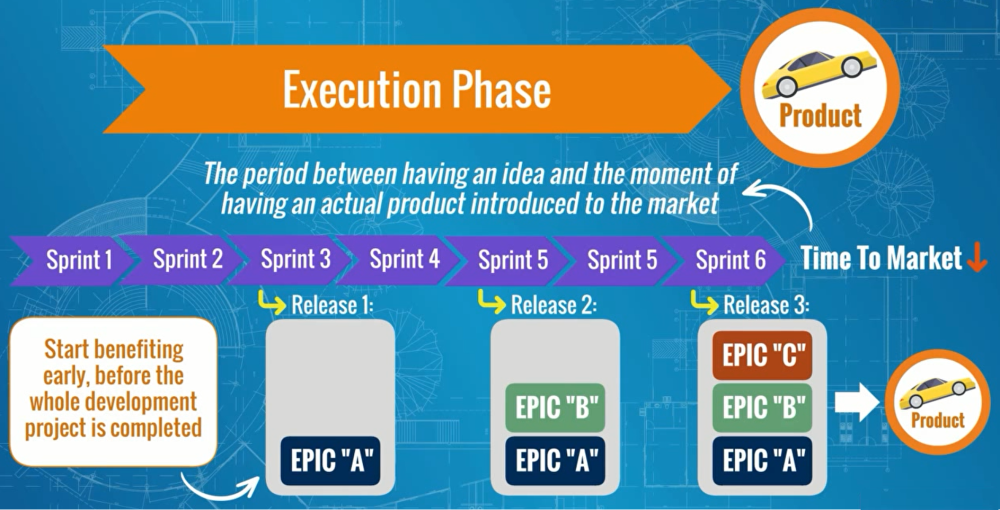 Execution Phase
Product
The period between having an idea and the moment of
having an actual product introduced to the market
Sprint 1
Sprint 2
Sprint 3
Sprint 4
Sprint 5
Sprint 5
Sprint 6
Time To Market
Release 1:
Release 2:
Release 3:
Start benefiting
early, before the
whole development
project is completed
EPIC "A"
EPIC "B"
EPIC "A"
EPIC "C"
EPIC "B"
EPIC "A"
Product